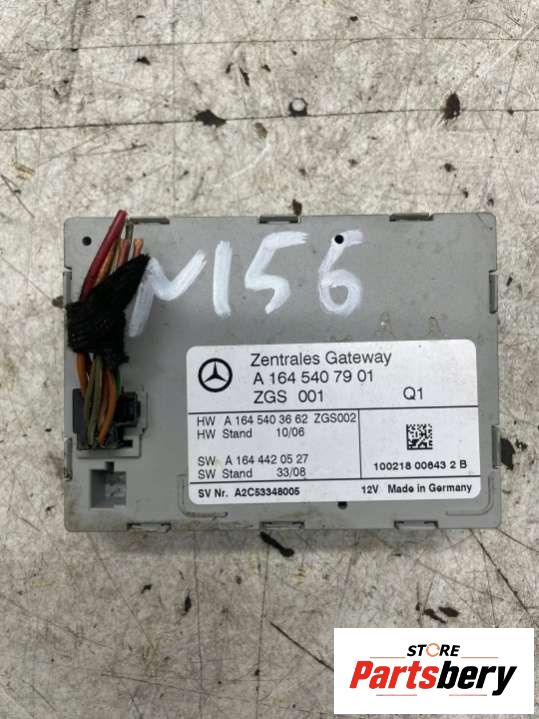 N156
Zentrales Gateway
A 164 540 79 01
ZGS 001 Q1
HW A 164 540 36 62 ZGS002
HW Stand 10/06
SW A 164 442 05 27
SW Stand 33/08
100218 00643 2 B
SV Nr. A2C53348005 12V Made in Germany
STORE
Partsbery